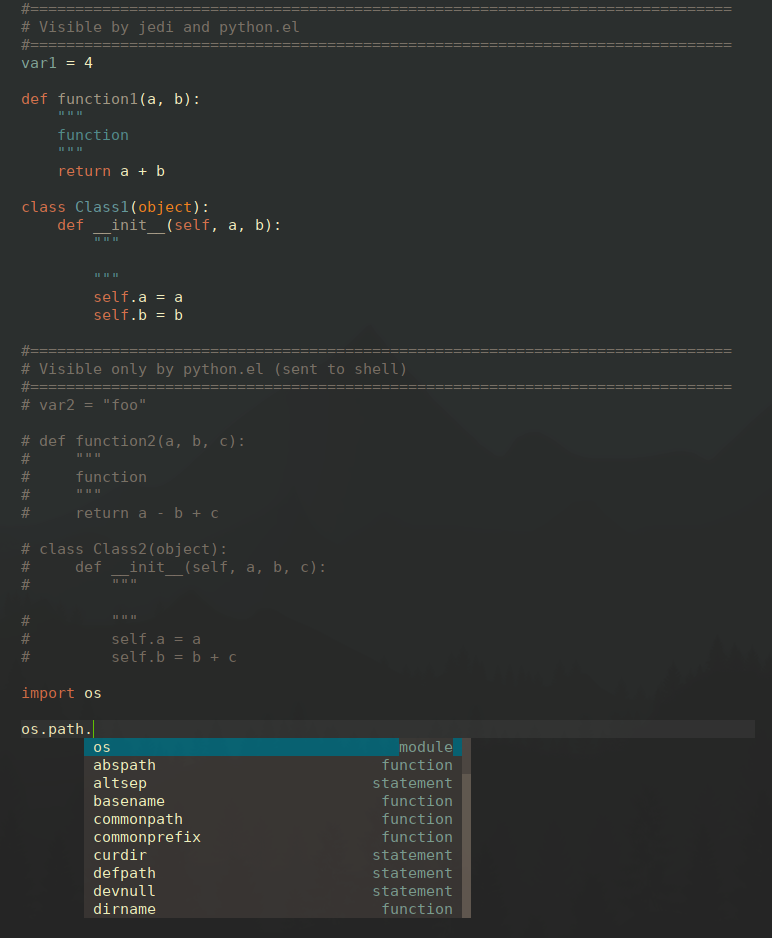 #==============================================================================
# Visible by jedi and python.el
#==============================================================================
var1 = 4

def function1(a, b):
    """
    function
    """
    return a + b

class Class1(object):
    def __init__(self, a, b):
        """

        """
        self.a = a
        self.b = b

#==============================================================================
# Visible only by python.el (sent to shell)
#==============================================================================
# var2 = "foo"

# def function2(a, b, c):
#     """
#     function
#     """
#     return a - b + c

# class Class2(object):
#     def __init__(self, a, b, c):
#         """

#         """
#         self.a = a
#         self.b = b + c

import os

os.path.
os module
abspath function
altsep statement
basename function
commonpath function
commonprefix function
curdir statement
defpath statement
devnull statement
dirname function